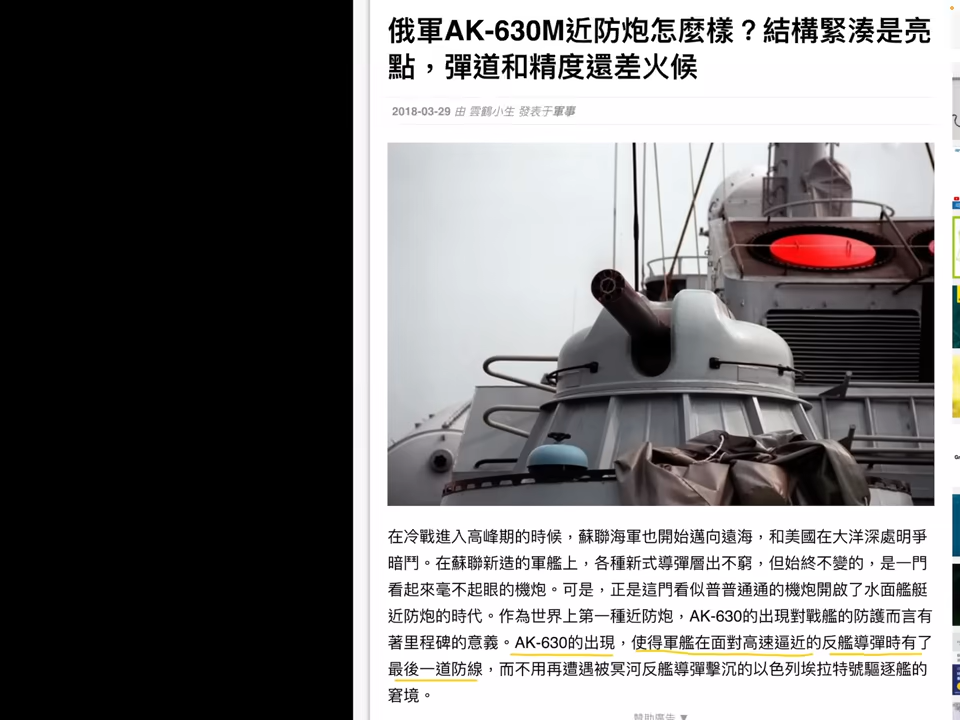 俄軍AK-630M近防炮怎麼樣？結構緊湊是亮
點，彈道和精度還差火候
2018-03-29 由 雲鶴小生 發表于軍事
在冷戰進入高峰期的時候，蘇聯海軍也開始邁向遠海，和美國在大洋深處明爭
暗鬥。在蘇聯新造的軍艦上，各種新式導彈層出不窮，但始終不變的，是一門
看起來毫不起眼的機炮。可是，正是這門看似普普通通的機炮開啟了水面艦艇
近防炮的時代。作為世界上第一種近防炮，AK-630的出現對戰艦的防護而言有
著里程碑的意義。AK-630的出現，使得軍艦在面對高速逼近的反艦導彈時有了
最後一道防線，而不用再遭遇被冥河反艦導彈擊沉的以色列埃拉特號驅逐艦的
窘境。
贊助廣告 ▼